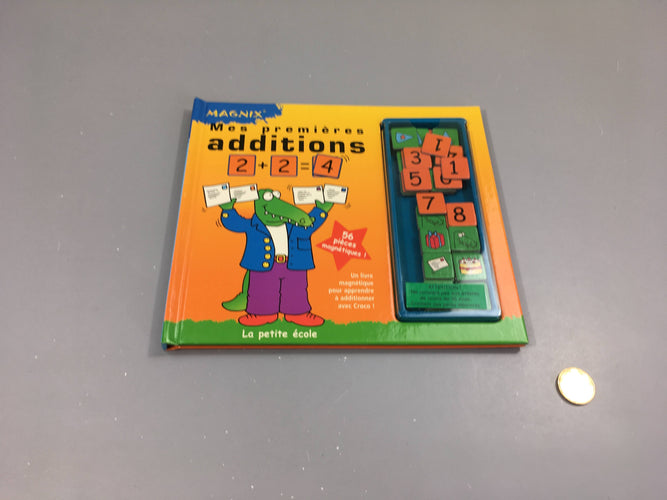 MAGNIX
Mes premières
additions
2 + 2 = 4
56
pièces
magnétiques !
Un livre
magnétique
pour apprendre
à additionner
avec Croco !
La petite école
1
3
1
5
7
8